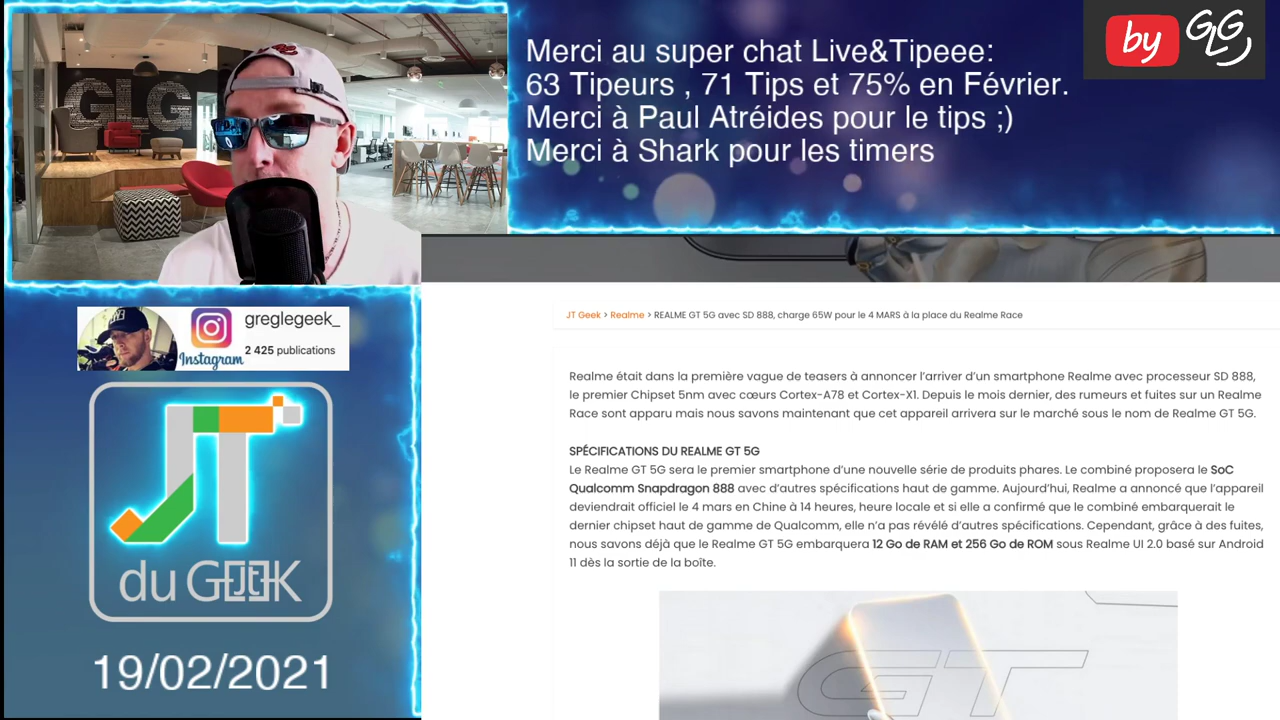 Merci au super chat Live&Tipeee:
63 Tipeurs , 71 Tips et 75% en Février.
Merci à Paul Atréides pour le tips ;)
Merci à Shark pour les timers
by GLG
GLG
greglegeek_
Instagram
2 425 publications
JT
du GEEK
19/02/2021
JT Geek > Realme > REALME GT 5G avec SD 888, charge 65W pour le 4 MARS à la place du Realme Race
Realme était dans la première vague de teasers à annoncer l'arriver d'un smartphone Realme avec processeur SD 888,
le premier Chipset 5nm avec cœurs Cortex-A78 et Cortex-X1. Depuis le mois dernier, des rumeurs et fuites sur un Realme
Race sont apparu mais nous savons maintenant que cet appareil arrivera sur le marché sous le nom de Realme GT 5G.
SPÉCIFICATIONS DU REALME GT 5G
Le Realme GT 5G sera le premier smartphone d'une nouvelle série de produits phares. Le combiné proposera le SoC
Qualcomm Snapdragon 888 avec d'autres spécifications haut de gamme. Aujourd'hui, Realme a annoncé que l'appareil
deviendrait officiel le 4 mars en Chine à 14 heures, heure locale et si elle a confirmé que le combiné embarquerait le
dernier chipset haut de gamme de Qualcomm, elle n'a pas révélé d'autres spécifications. Cependant, grâce à des fuites,
nous savons déjà que le Realme GT 5G embarquera 12 Go de RAM et 256 Go de ROM sous Realme UI 2.0 basé sur Android
11 dès la sortie de la boîte.
GT